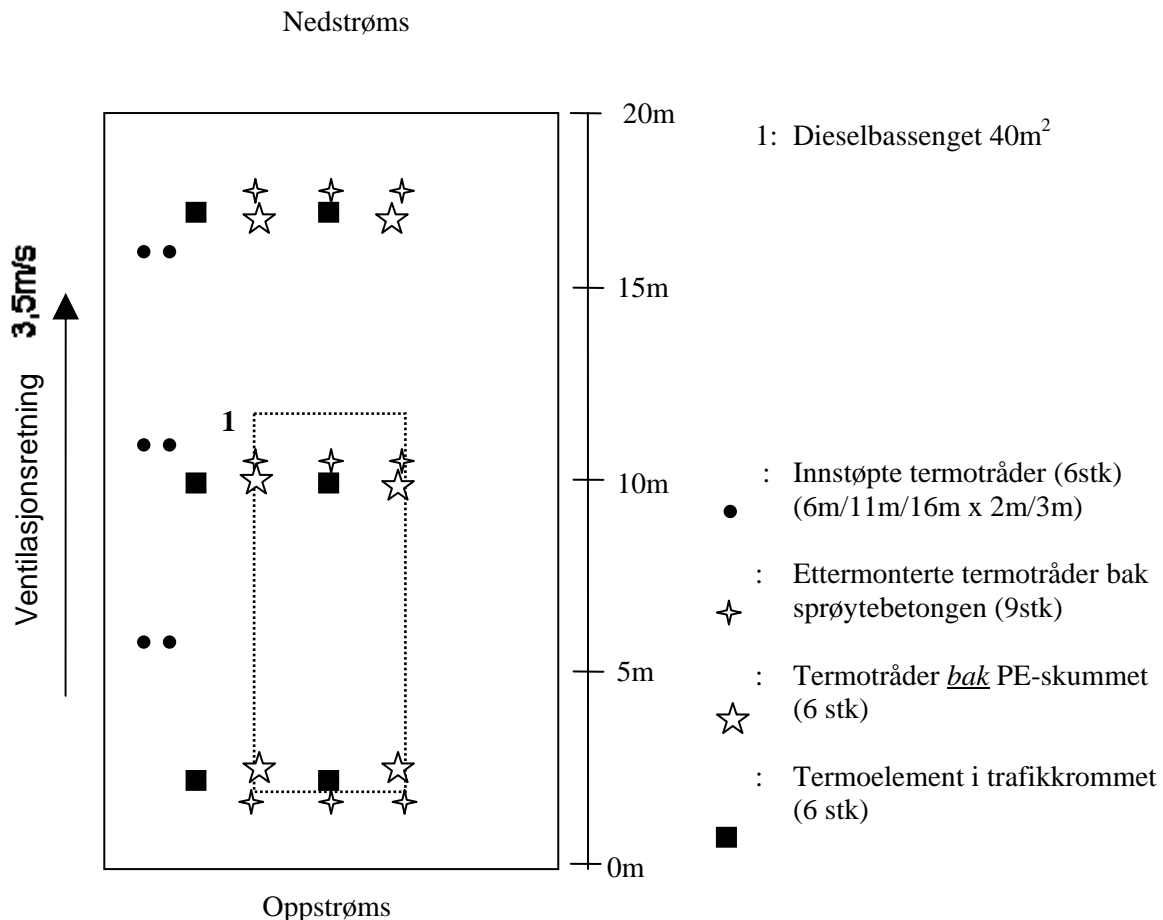 Nedstrøms
20m
15m
10m
5m
0m
1: Dieselbassenget 40m²
Ventilasjonsretning 3,5m/s
1
: Innstøpte termotråder (6stk)
(6m/11m/16m x 2m/3m)
: Ettermonterte termotråder bak
sprøytebetongen (9stk)
: Termotråder bak PE-skummet
(6 stk)
: Termoelement i trafikkrommet
(6 stk)
Oppstrøms